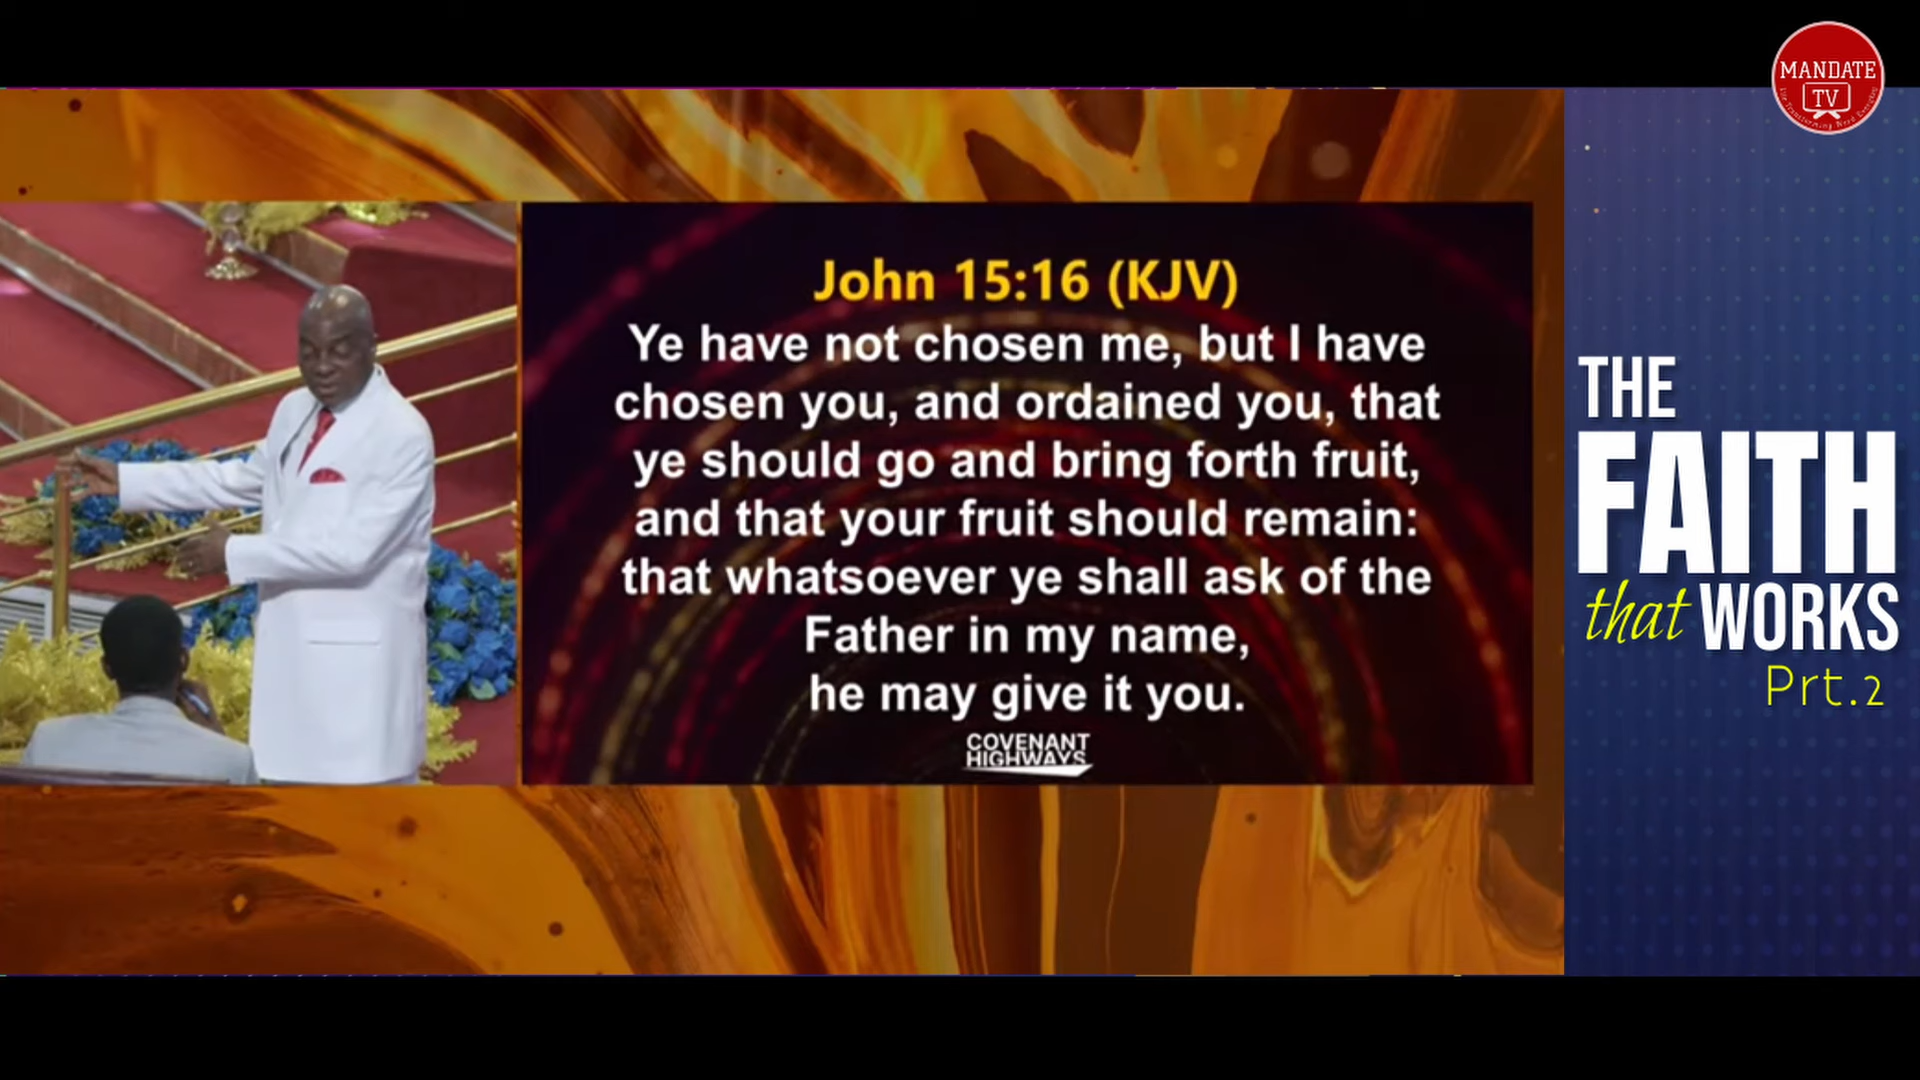 MANDATE
TV
John 15:16 (KJV)
Ye have not chosen me, but I have
chosen you, and ordained you, that
ye should go and bring forth fruit,
and that your fruit should remain:
that whatsoever ye shall ask of the
Father in my name,
he may give it you.
COVENANT
HIGHWAYS
THE
FAITH
that WORKS
Prt.2